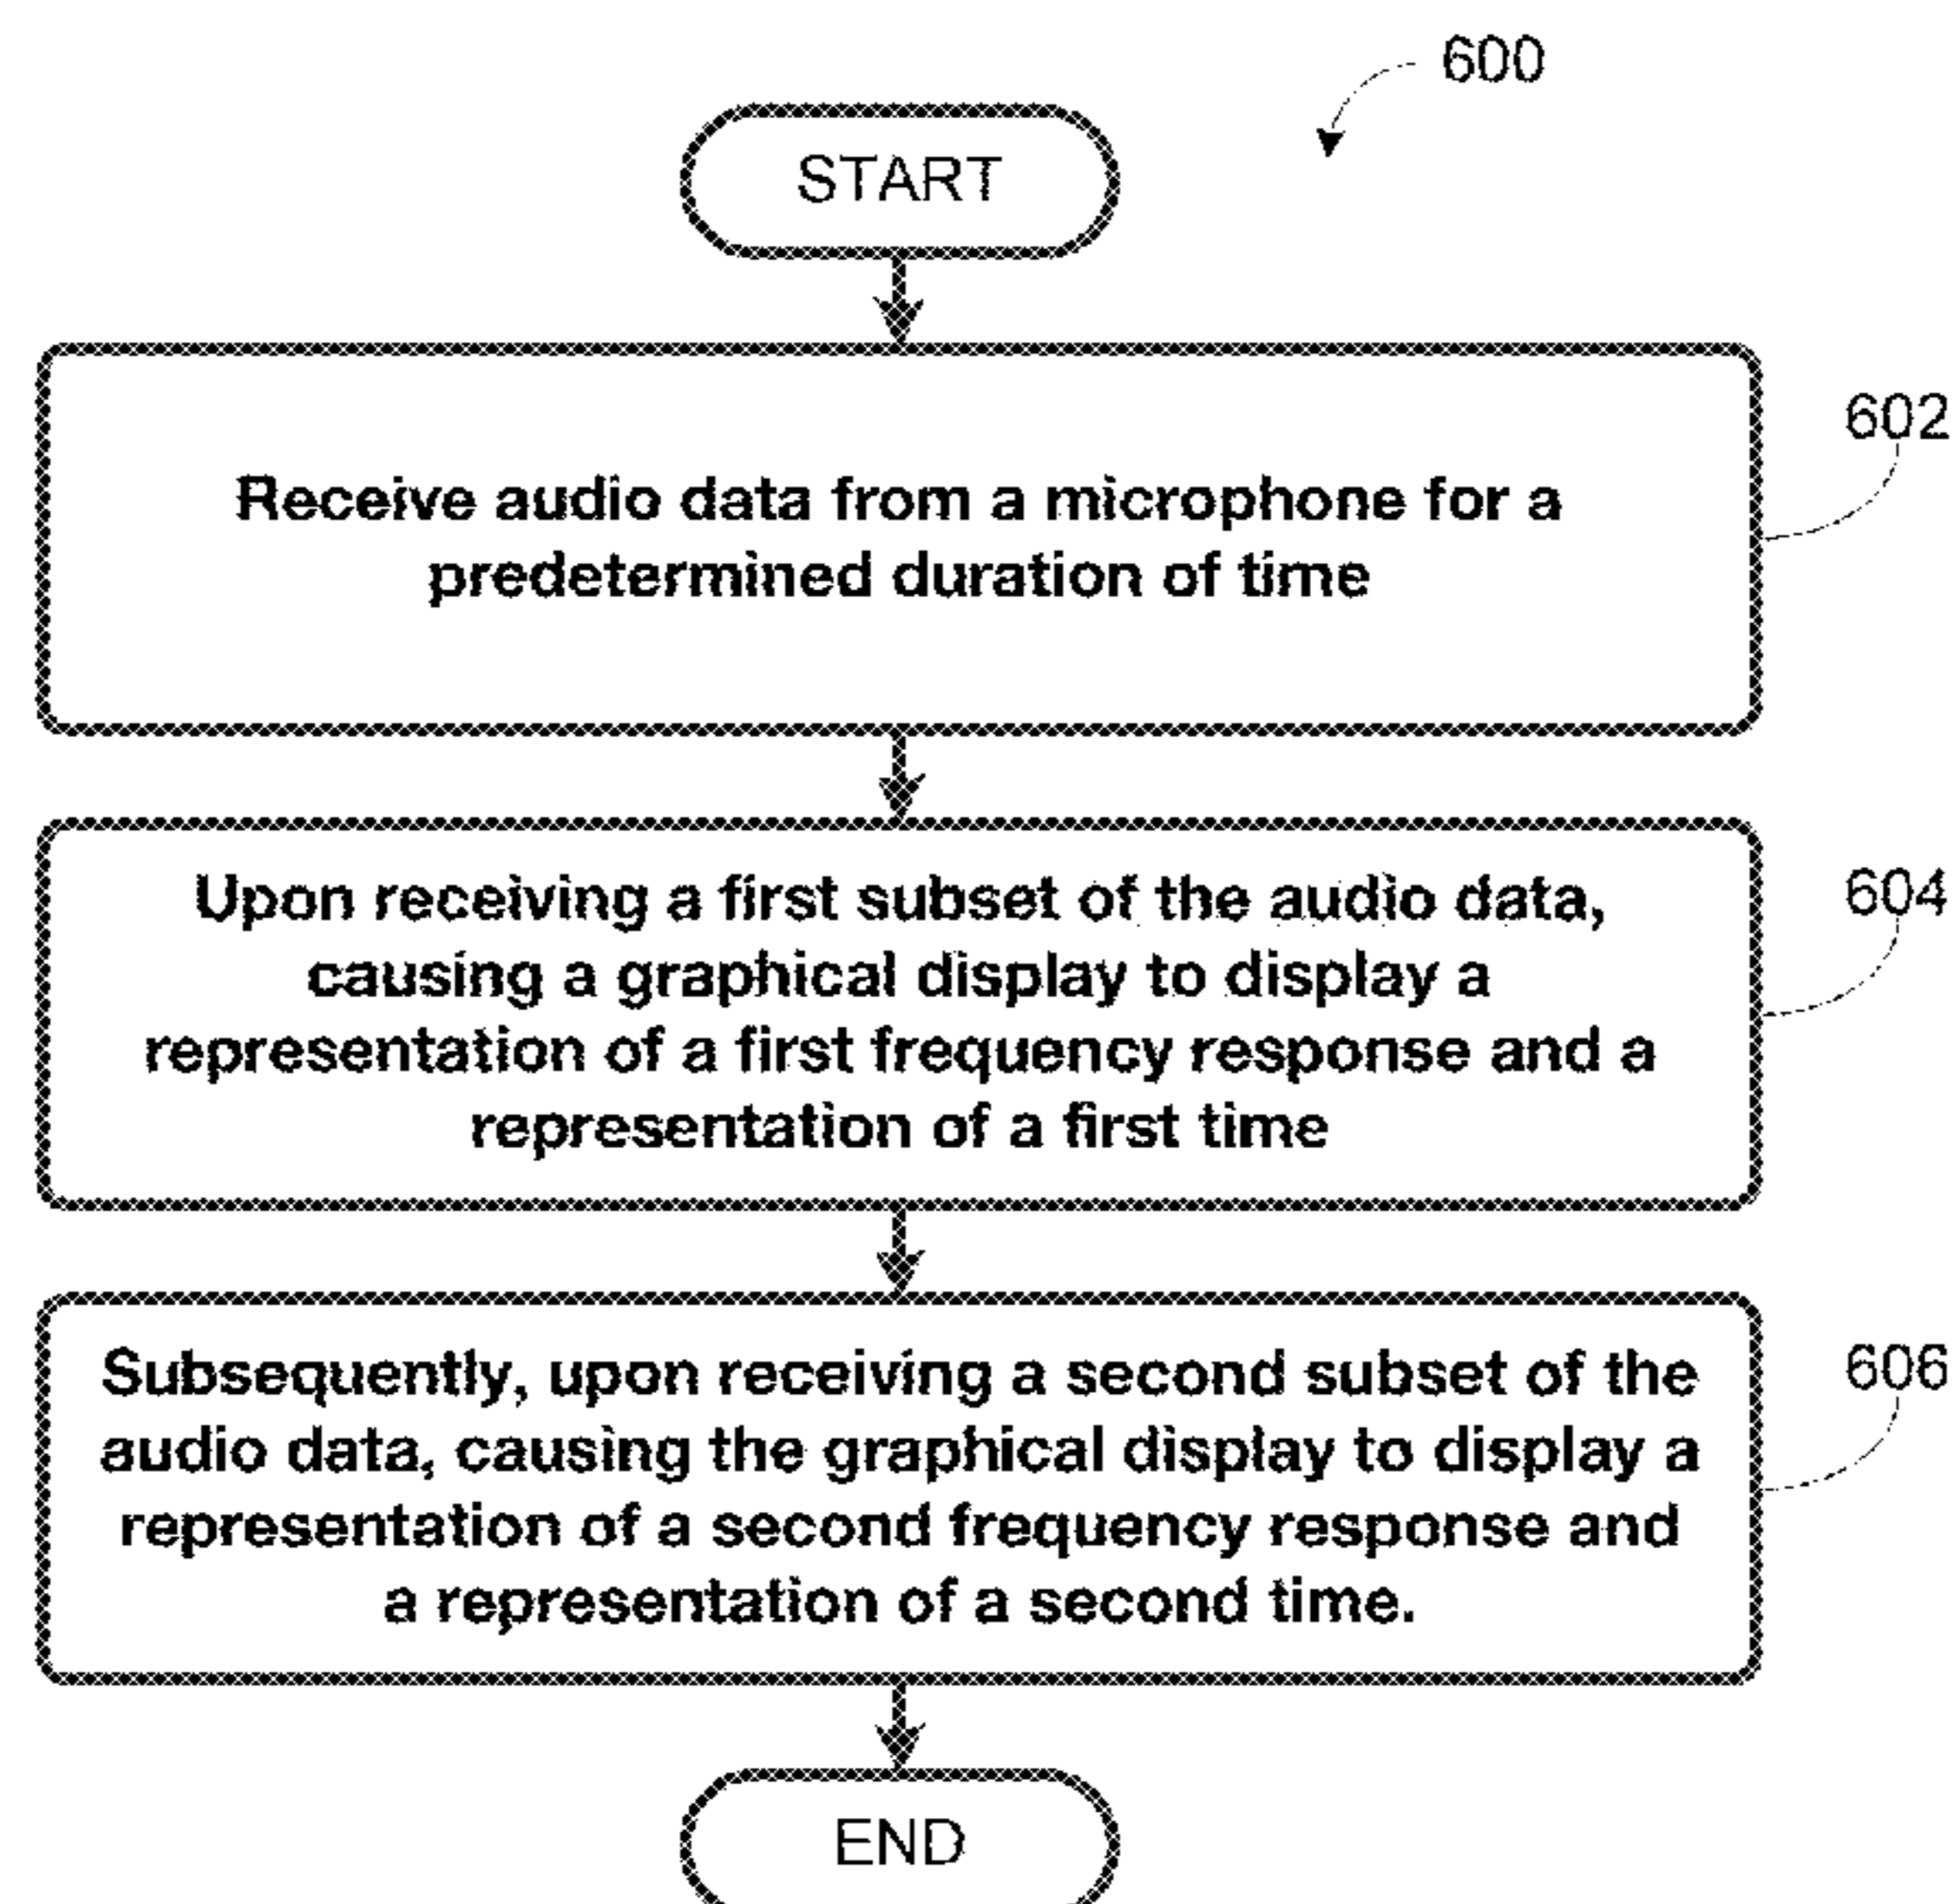 600
START
602
Receive audio data from a microphone for a
predetermined duration of time
604
Upon receiving a first subset of the audio data,
causing a graphical display to display a
representation of a first frequency response and a
representation of a first time
606
Subsequently, upon receiving a second subset of the
audio data, causing the graphical display to display a
representation of a second frequency response and
a representation of a second time.
END